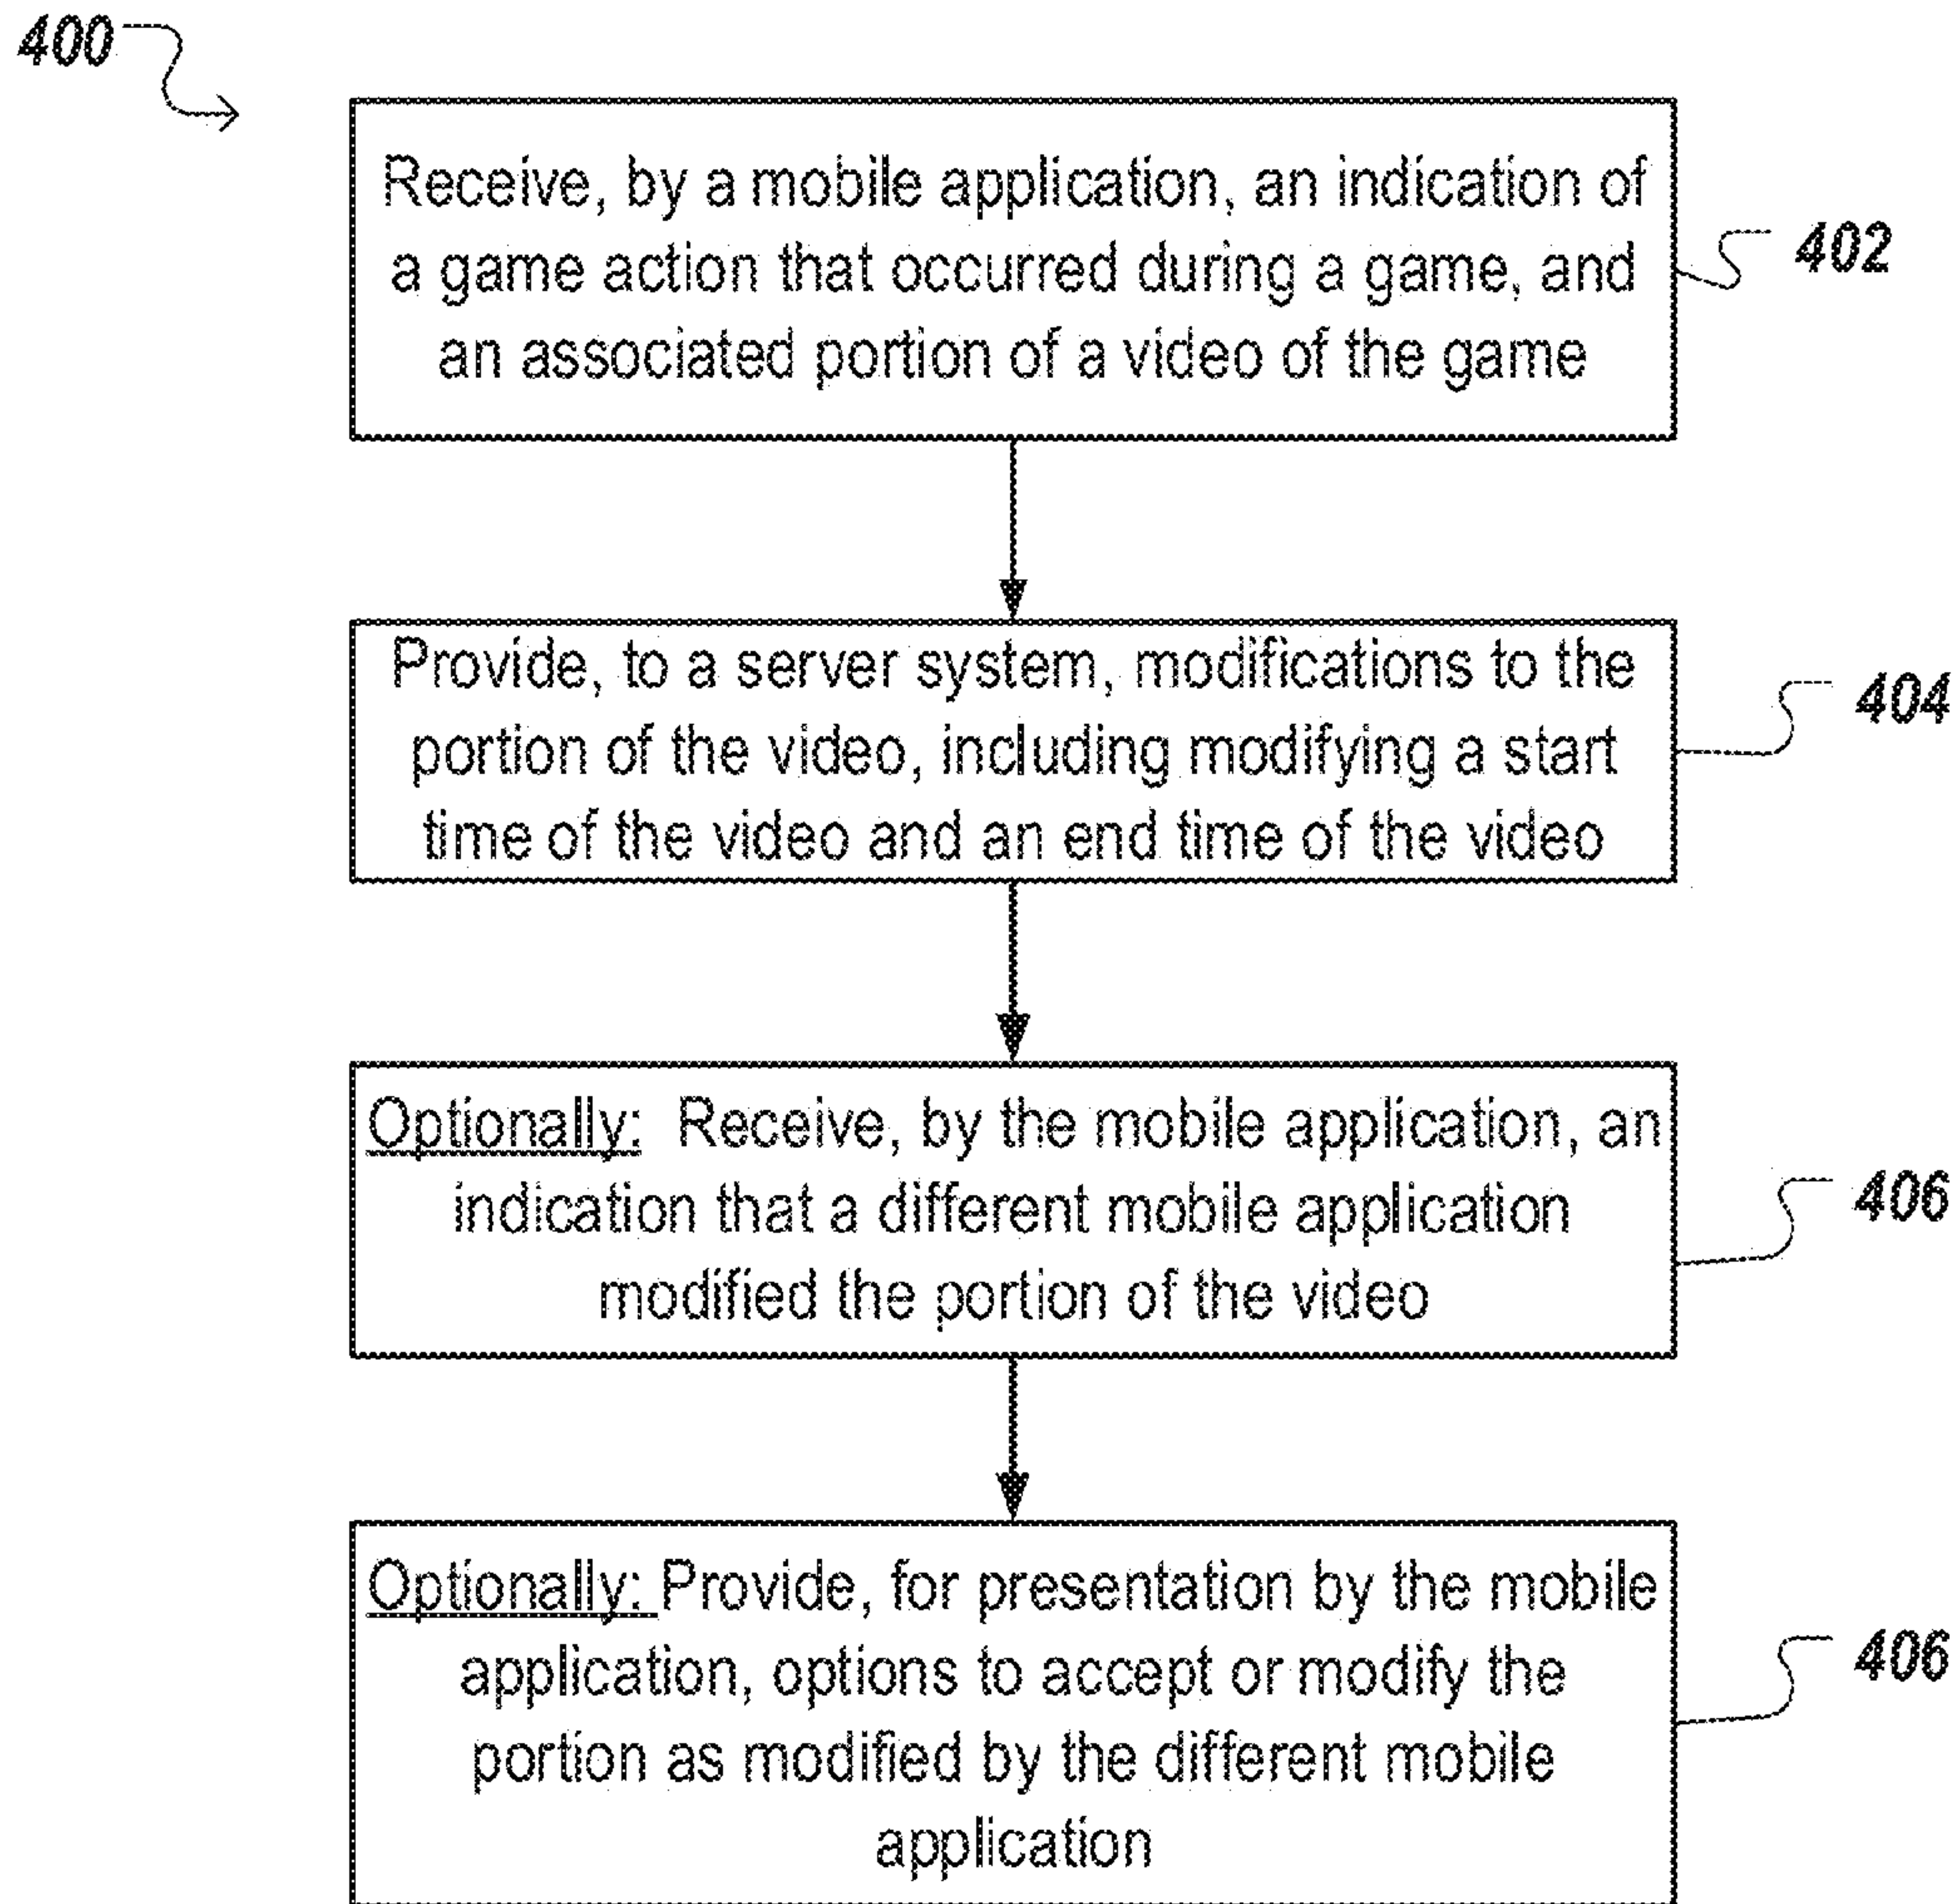 400
Receive, by a mobile application, an indication of
a game action that occurred during a game, and
an associated portion of a video of the game
402
Provide, to a server system, modifications to the
portion of the video, including modifying a start
time of the video and an end time of the video
404
Optionally: Receive, by the mobile application, an
indication that a different mobile application
modified the portion of the video
406
Optionally: Provide, for presentation by the mobile
application, options to accept or modify the
portion as modified by the different mobile
application
406